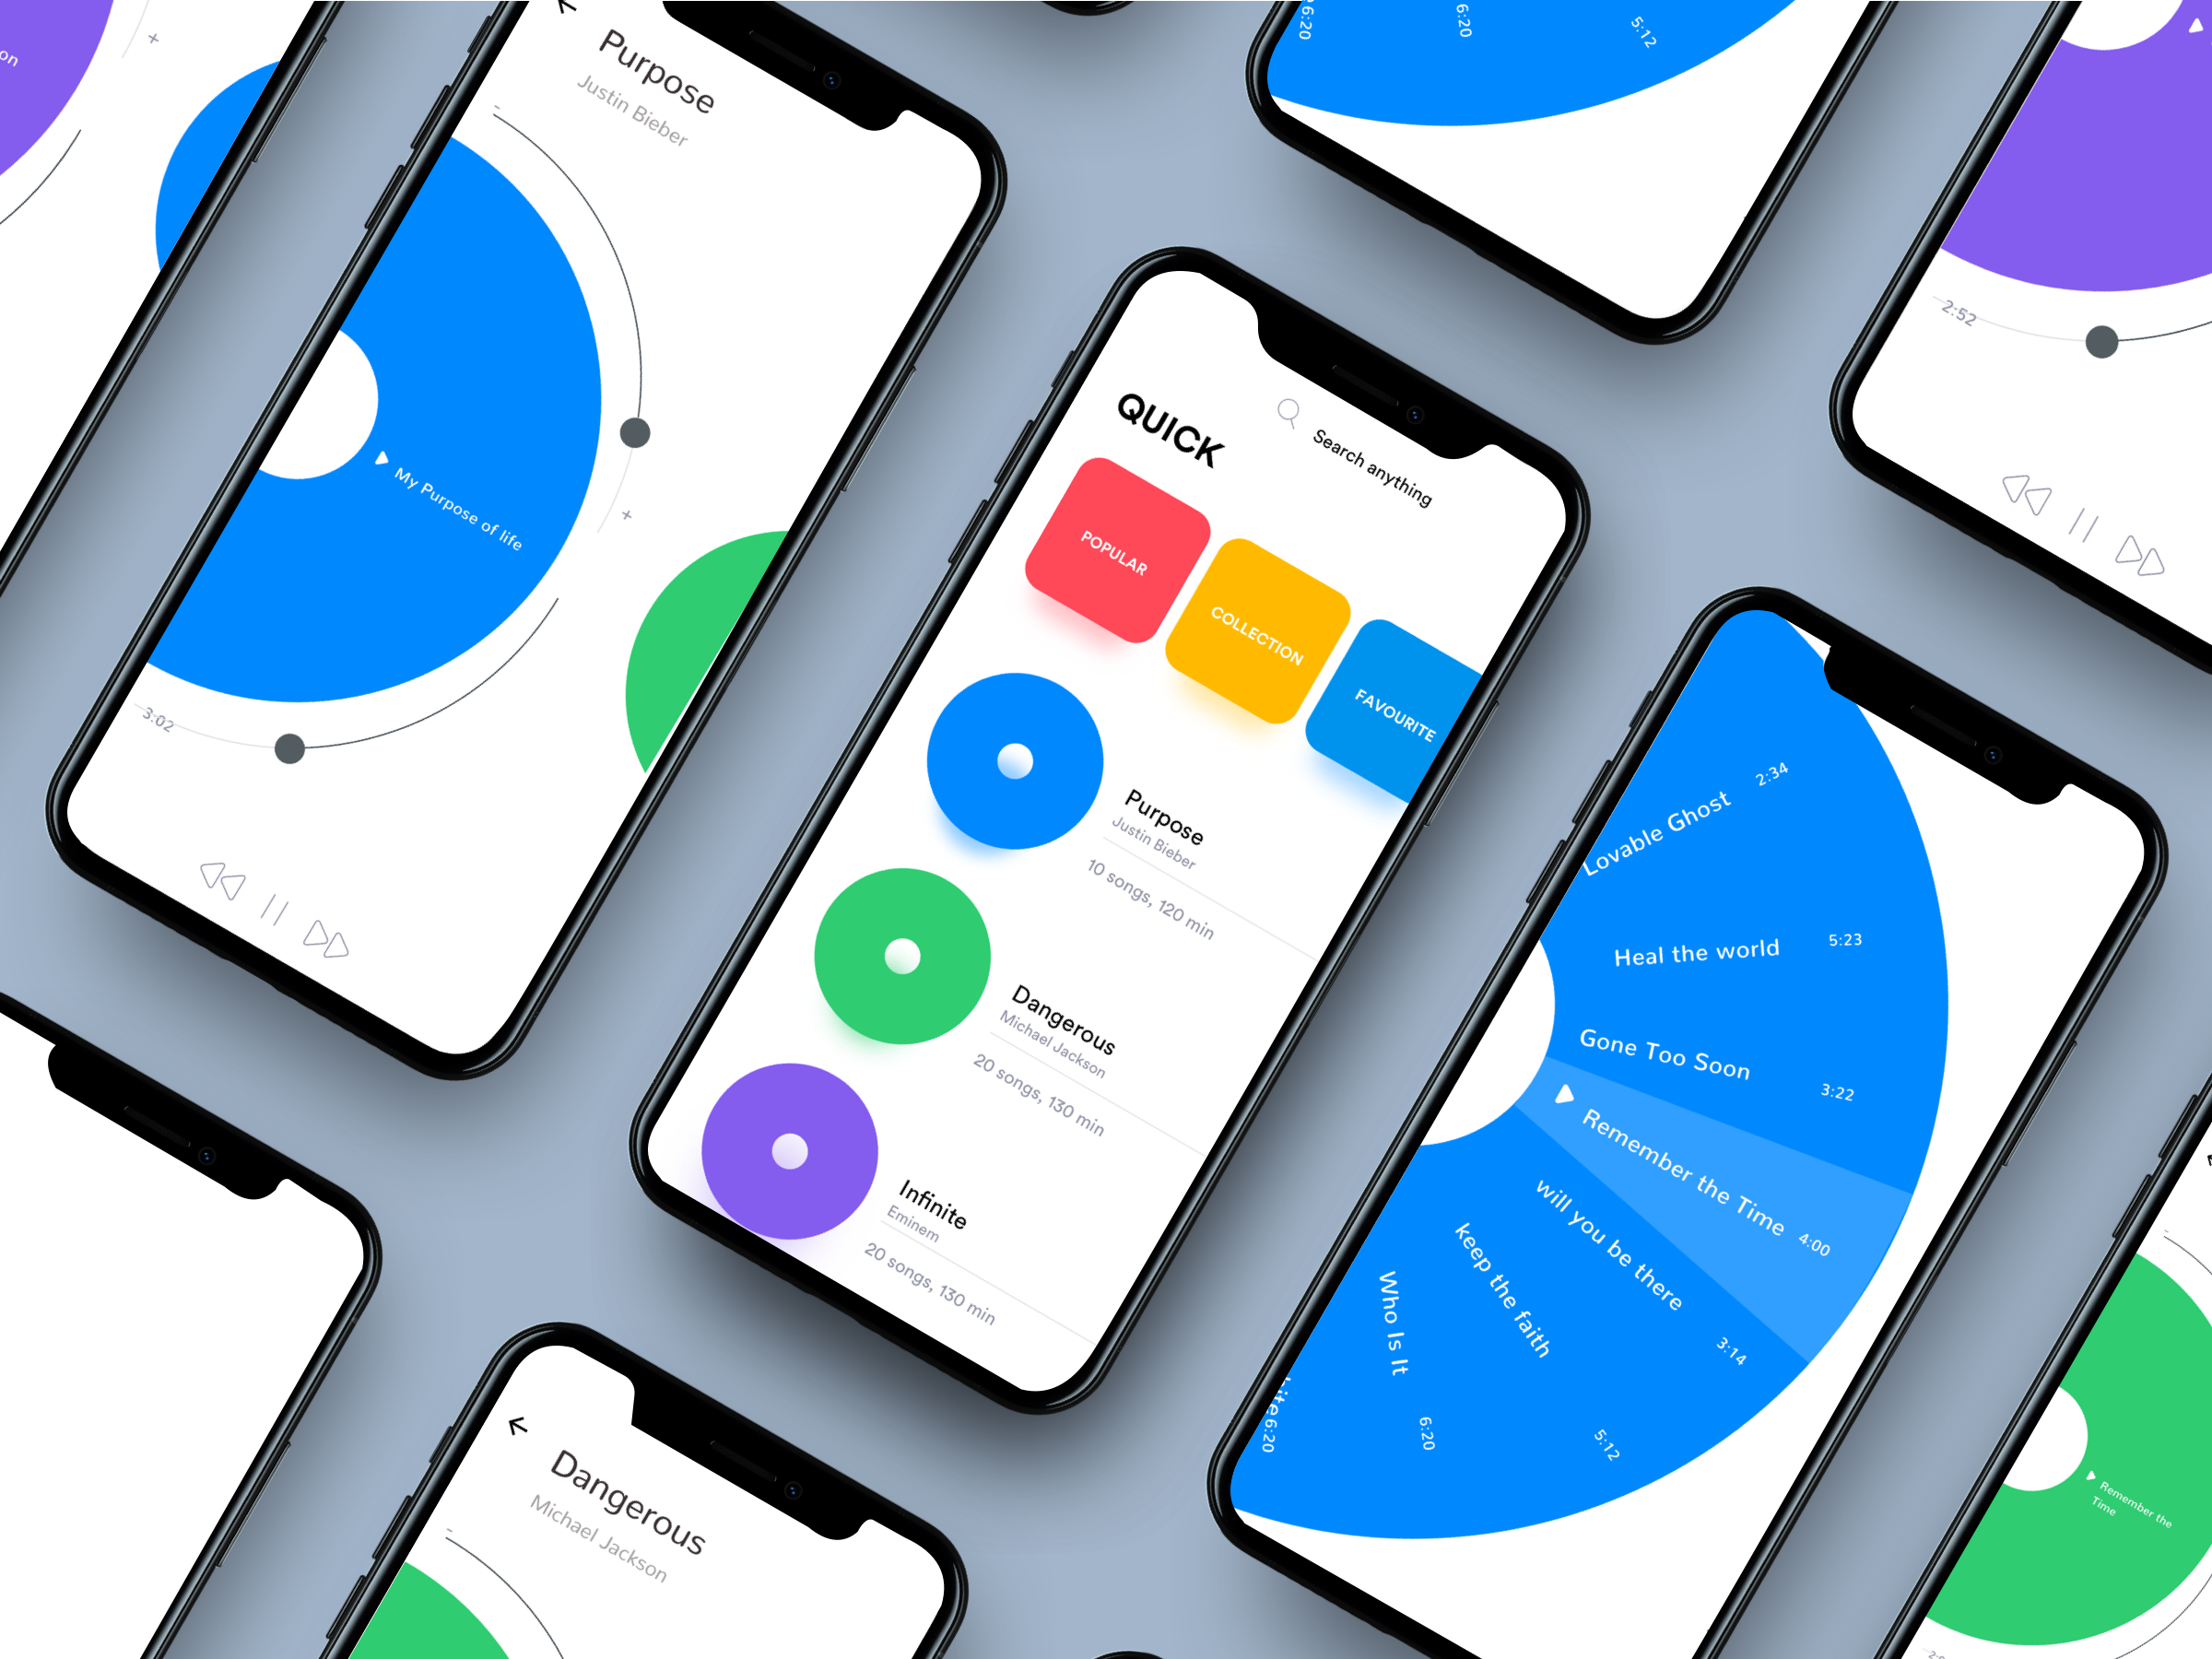 on
+
Purpose
Justin Bieber
-
My Purpose of life
+
3:02
6:20
6:20
5:12
2:52
QUICK
Search anything
POPULAR
COLLECTION
FAVOURITE
Purpose
Justin Bieber
10 songs, 120 min
Dangerous
Michael Jackson
20 songs, 130 min
Infinite
Eminem
20 songs, 130 min
Lovable Ghost 2:34
Heal the world 5:23
Gone Too Soon 3:22
Remember the Time 4:00
will you be there 3:14
keep the faith 5:12
Who Is It 6:20
6:20
Dangerous
Michael Jackson
-
Remember the
Time